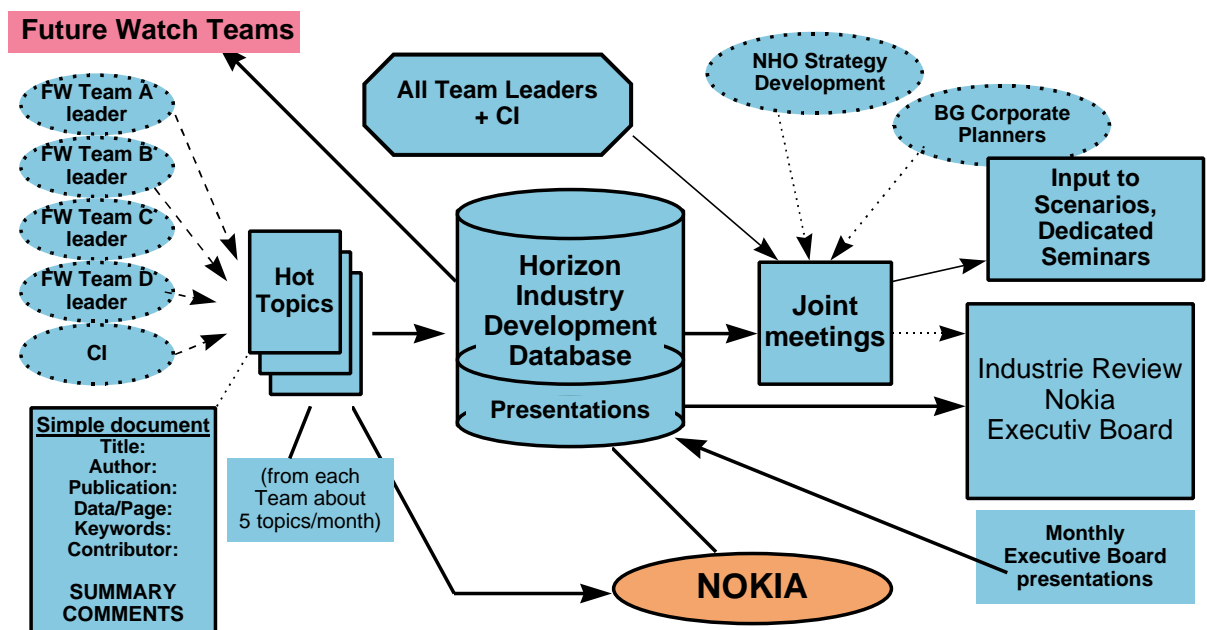 Future Watch Teams
FW Team A
leader
FW Team B
leader
FW Team C
leader
FW Team D
leader
CI
Simple document
Title:
Author:
Publication:
Data/Page:
Keywords:
Contributor:
SUMMARY
COMMENTS
Hot
Topics
(from each
Team about
5 topics/month)
All Team Leaders
+ CI
Horizon
Industry
Development
Database
Presentations
NOKIA
NHO Strategy
Development
BG Corporate
Planners
Joint
meetings
Input to
Scenarios,
Dedicated
Seminars
Industrie Review
Nokia
Executiv Board
Monthly
Executive Board
presentations